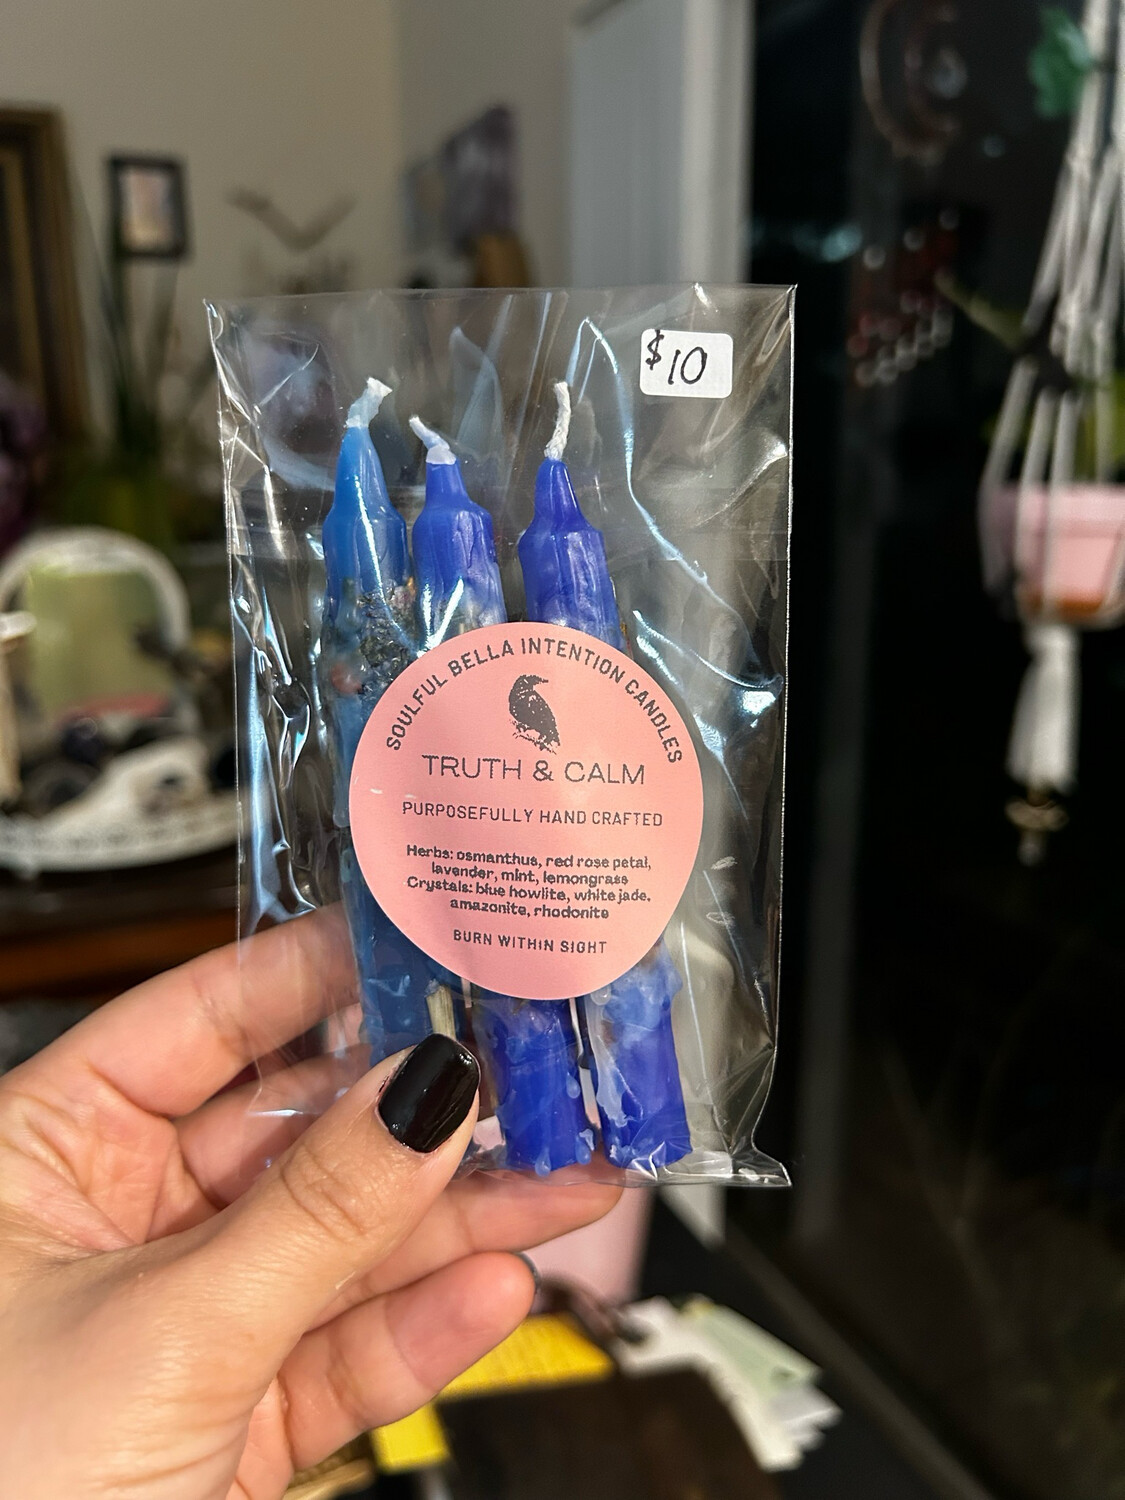 $10
SOULFUL BELLA INTENTION CANDLES
TRUTH & CALM
PURPOSEFULLY HAND CRAFTED
Herbs: osmanthus, red rose petal,
lavender, mint, lemongrass
Crystals: blue howlite, white jade,
amazonite, rhodonite
BURN WITHIN SIGHT